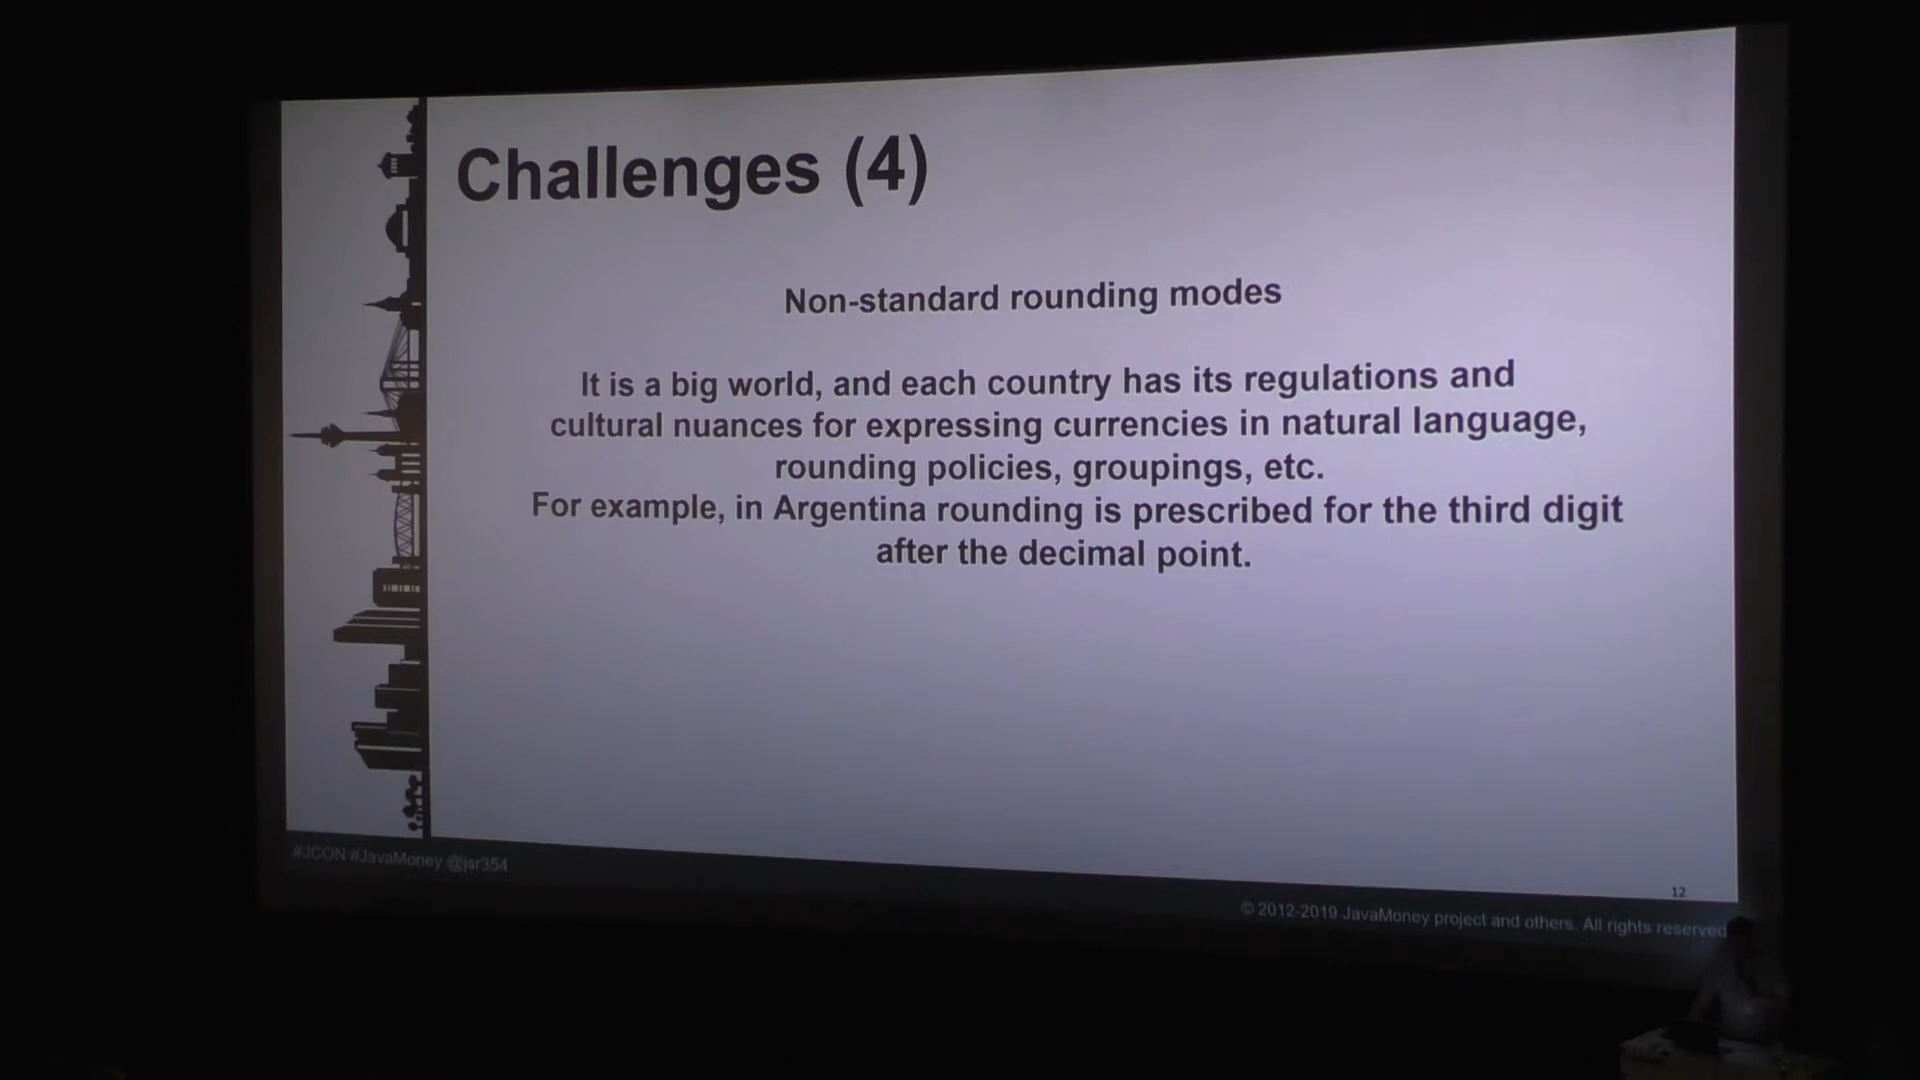 Challenges (4)
Non-standard rounding modes
It is a big world, and each country has its regulations and
cultural nuances for expressing currencies in natural language,
rounding policies, groupings, etc.
For example, in Argentina rounding is prescribed for the third digit
after the decimal point.
#JCON #JavaMoney @jsr354
12
© 2012-2019 JavaMoney project and others. All rights reserved